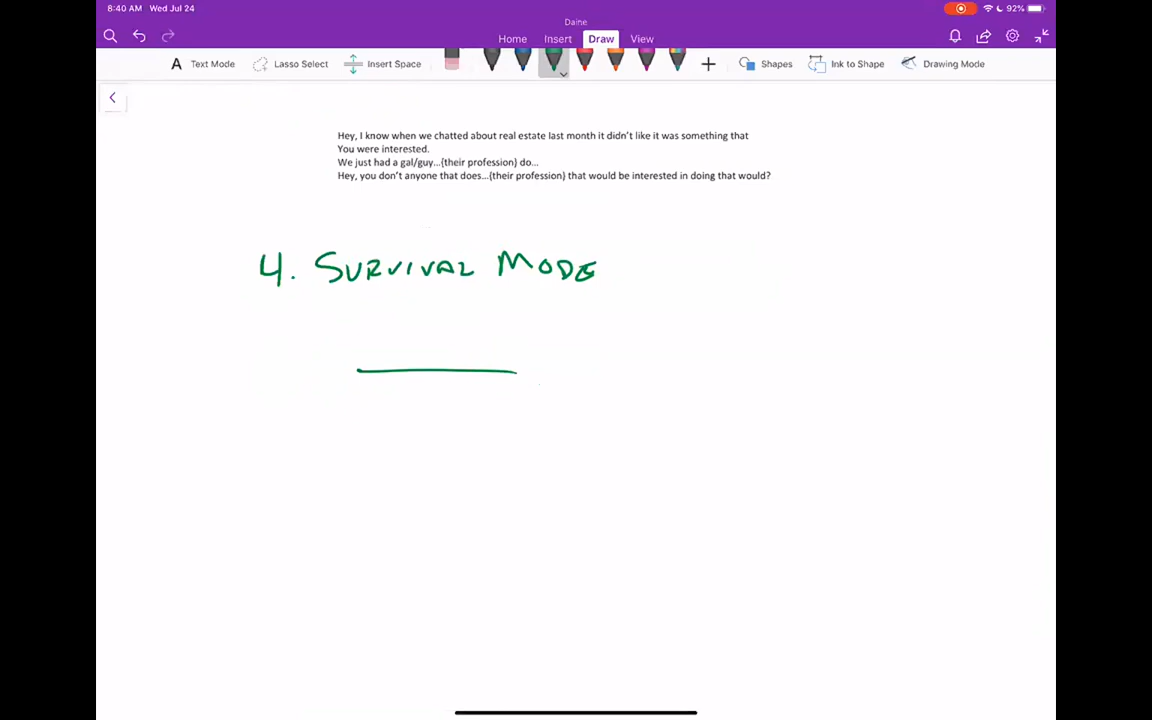 8:40 AM Wed Jul 24
92%
Daine
Home Insert Draw View
Text Mode Lasso Select Insert Space Shapes Ink to Shape Drawing Mode
Hey, I know when we chatted about real estate last month it didn't like it was something that
You were interested.
We just had a gal/guy...{their profession} do...
Hey, you don't anyone that does...{their profession} that would be interested in doing that would?
4. SURVIVAL MODE